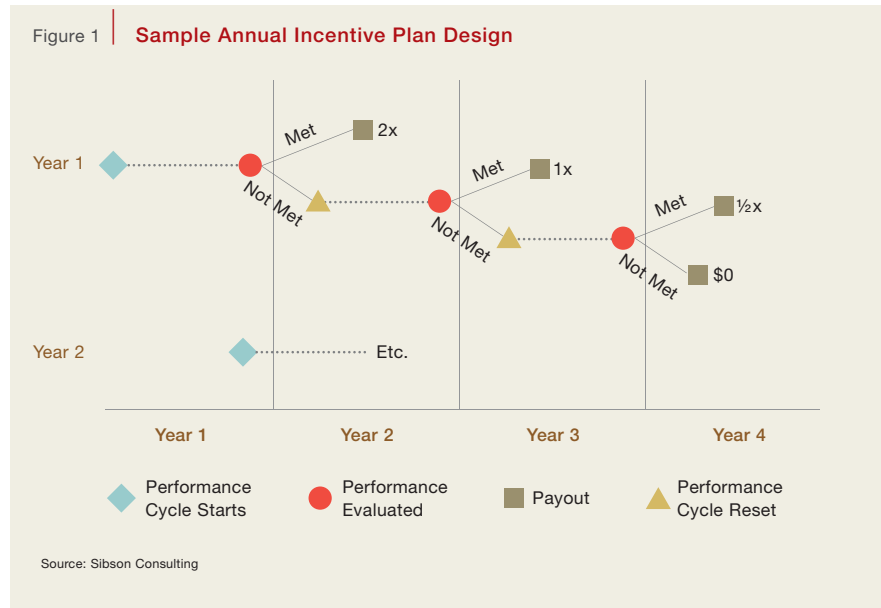 Figure 1
Sample Annual Incentive Plan Design
Year 1
Met
2x
Not Met
Met
1x
Not Met
Met
½x
Not Met
$0
Year 2
Etc.
Year 1
Year 2
Year 3
Year 4
Performance
Cycle Starts
Performance
Evaluated
Payout
Performance
Cycle Reset
Source: Sibson Consulting